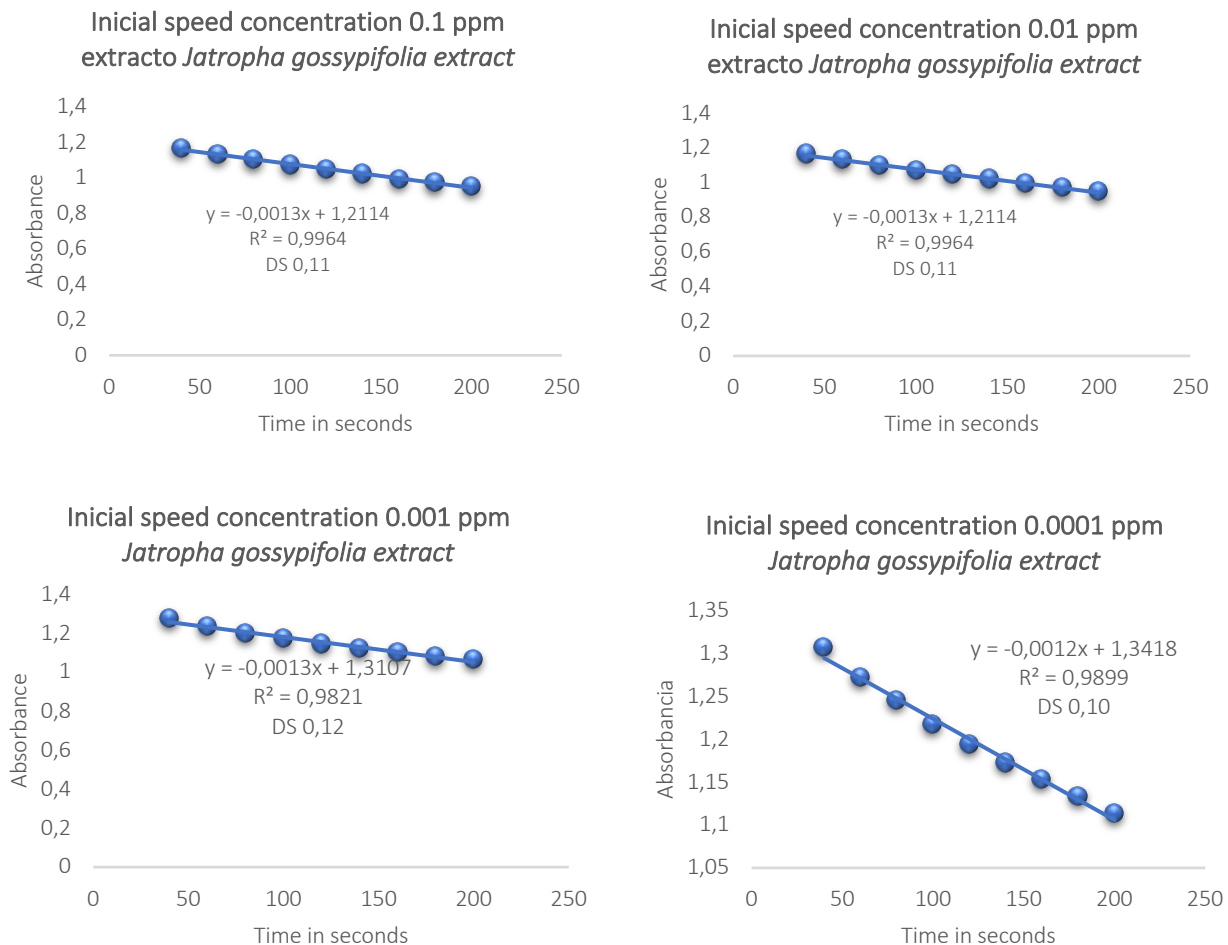 Inicial speed concentration 0.1 ppm
extracto Jatropha gossypifolia extract
Absorbance
1,4
1,2
1
0,8
0,6
0,4
0,2
0
y = -0,0013x + 1,2114
R² = 0,9964
DS 0,11
0 50 100 150 200 250
Time in seconds
Inicial speed concentration 0.01 ppm
extracto Jatropha gossypifolia extract
Absorbance
1,4
1,2
1
0,8
0,6
0,4
0,2
0
y = -0,0013x + 1,2114
R² = 0,9964
DS 0,11
0 50 100 150 200 250
Time in seconds
Inicial speed concentration 0.001 ppm
Jatropha gossypifolia extract
Absorbance
1,4
1,2
1
0,8
0,6
0,4
0,2
0
y = -0,0013x + 1,3107
R² = 0,9821
DS 0,12
0 50 100 150 200 250
Time in seconds
Inicial speed concentration 0.0001 ppm
Jatropha gossypifolia extract
Absorbancia
1,35
1,3
1,25
1,2
1,15
1,1
1,05
y = -0,0012x + 1,3418
R² = 0,9899
DS 0,10
0 50 100 150 200 250
Time in seconds